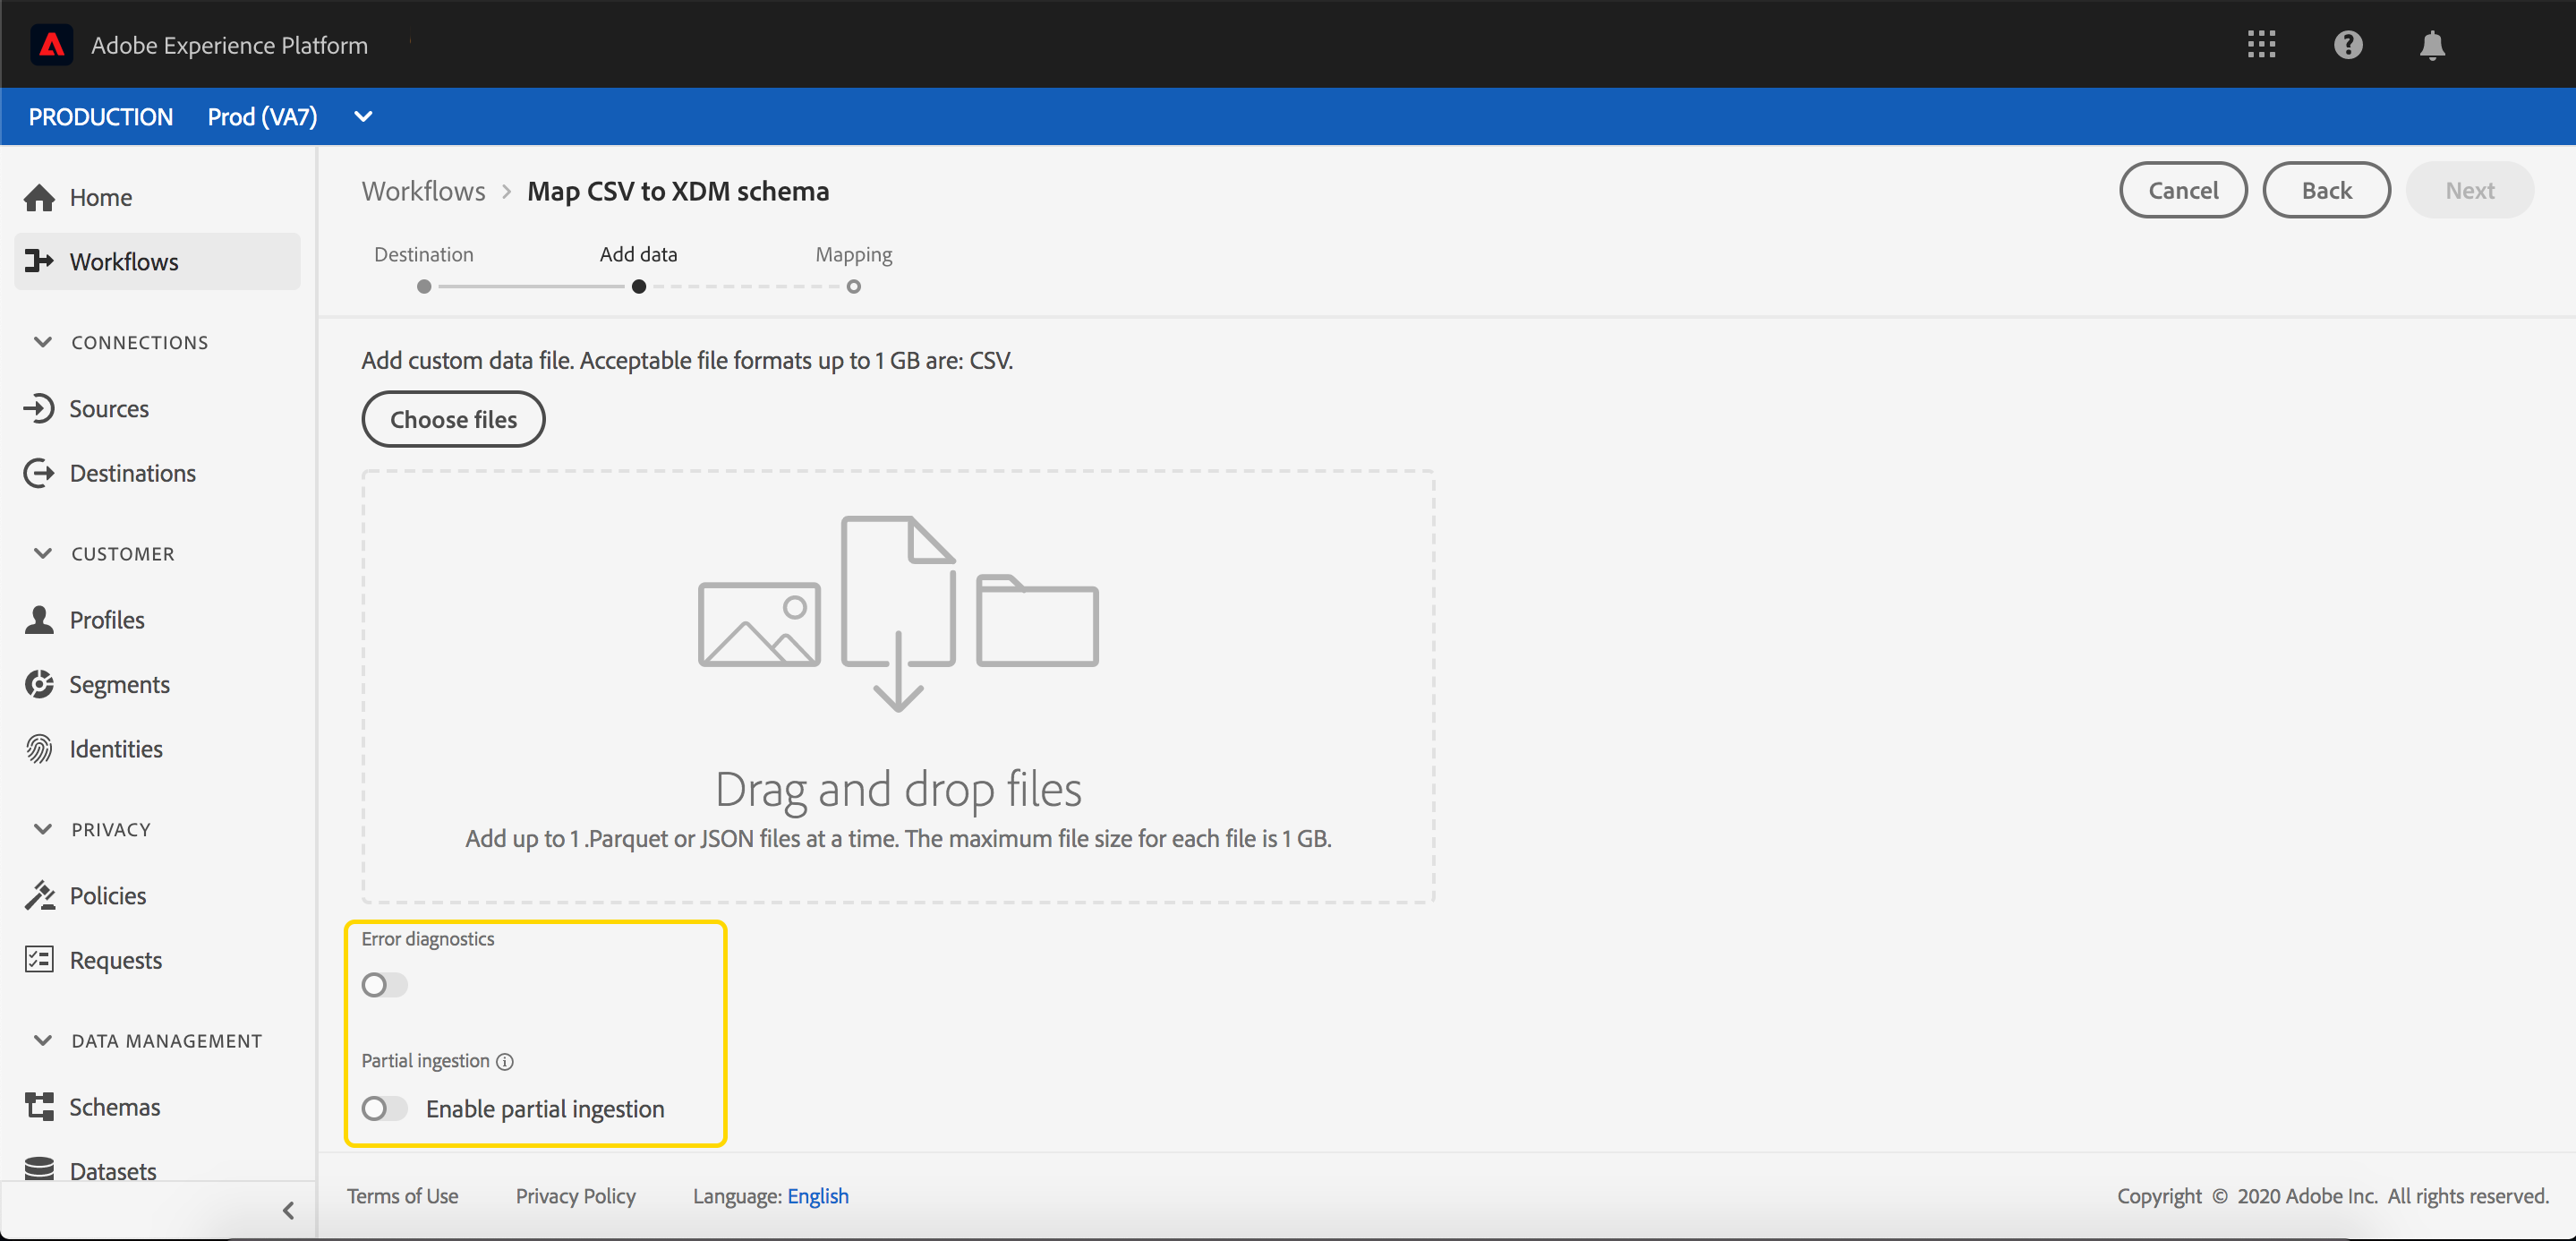 Adobe Experience Platform
PRODUCTION Prod (VA7)
Home
Workflows
CONNECTIONS
Sources
Destinations
CUSTOMER
Profiles
Segments
Identities
PRIVACY
Policies
Requests
DATA MANAGEMENT
Schemas
Datasets
Workflows > Map CSV to XDM schema
Cancel Back Next
Destination Add data Mapping
Add custom data file. Acceptable file formats up to 1 GB are: CSV.
Choose files
Drag and drop files
Add up to 1 .Parquet or JSON files at a time. The maximum file size for each file is 1 GB.
Error diagnostics
Partial ingestion
Enable partial ingestion
Terms of Use Privacy Policy Language: English
Copyright © 2020 Adobe Inc. All rights reserved.